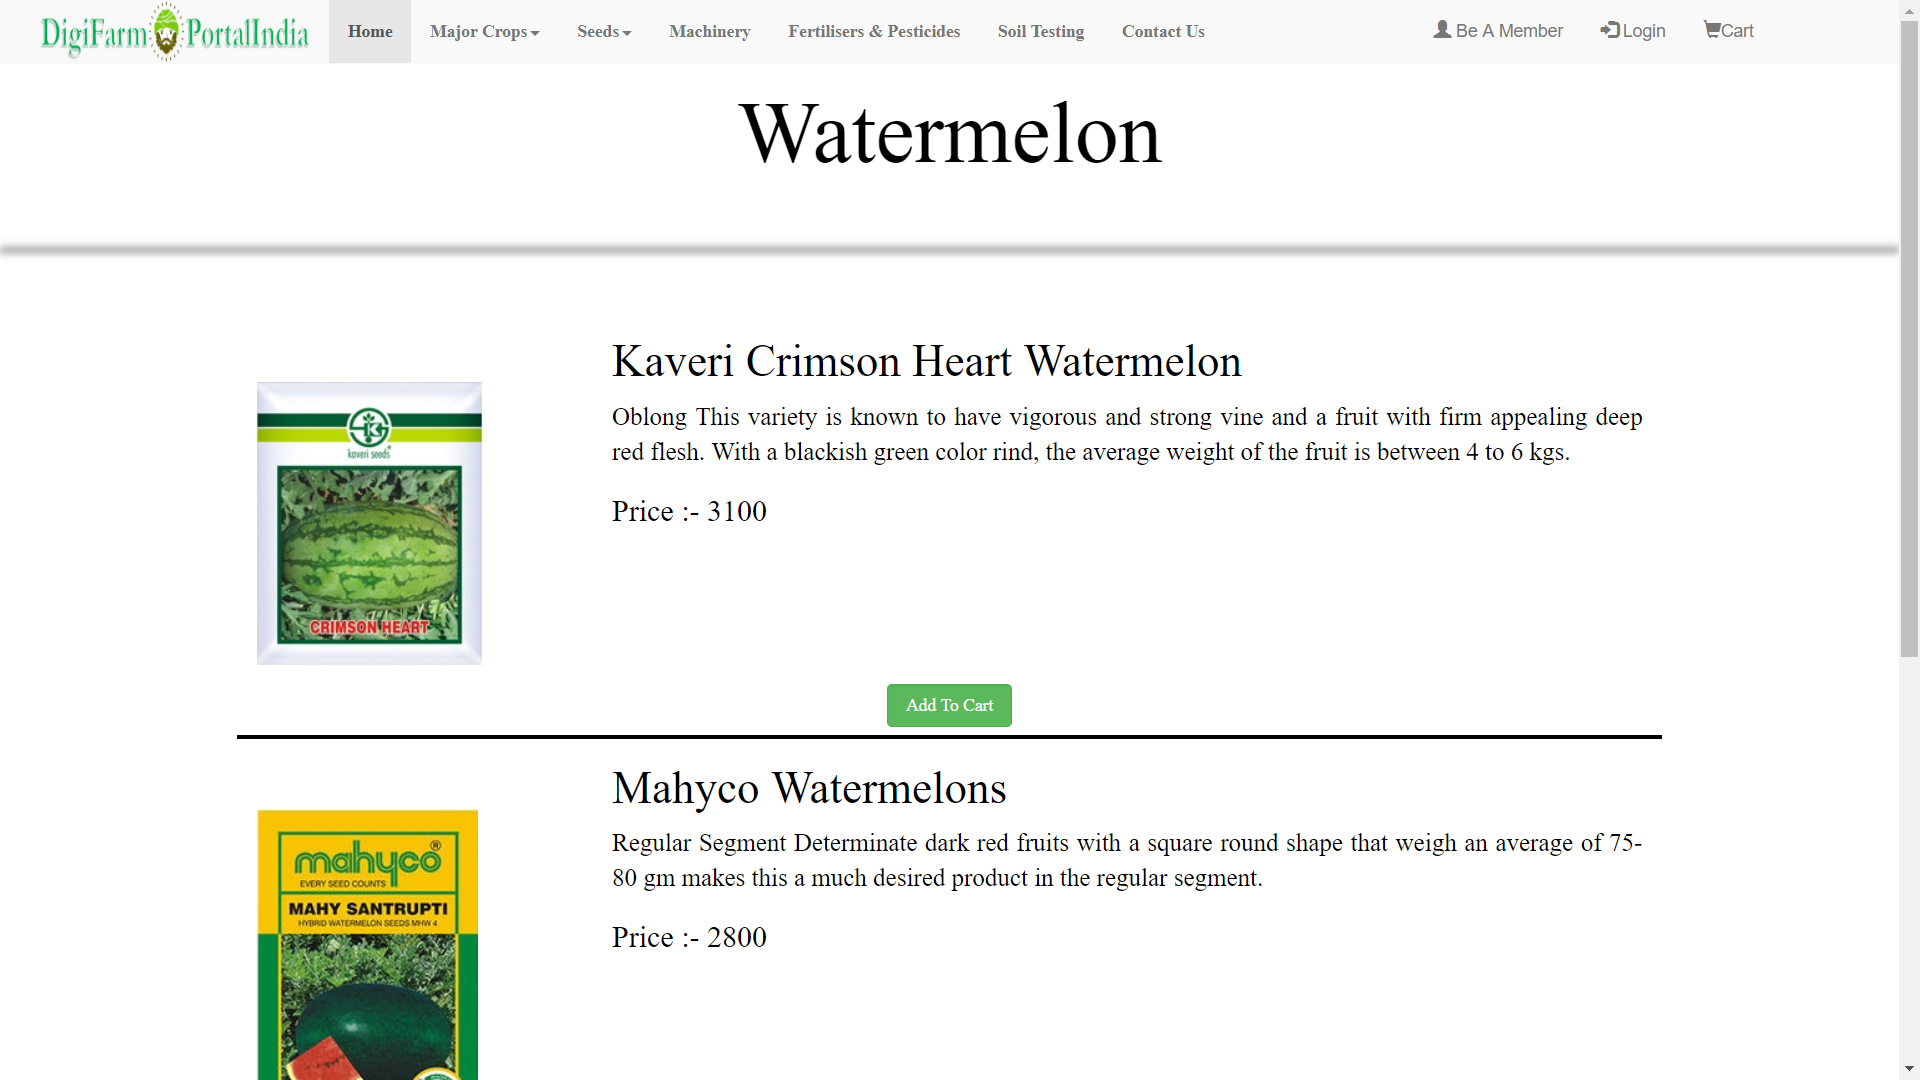 DigiFarm PortalIndia
Home
Major Crops
Seeds
Machinery
Fertilisers & Pesticides
Soil Testing
Contact Us
Be A Member
Login
Cart
Watermelon
Kaveri Crimson Heart Watermelon
Oblong This variety is known to have vigorous and strong vine and a fruit with firm appealing deep
red flesh. With a blackish green color rind, the average weight of the fruit is between 4 to 6 kgs.
Price :- 3100
kaveri seeds
CRIMSON HEART
Add To Cart
Mahyco Watermelons
Regular Segment Determinate dark red fruits with a square round shape that weigh an average of 75-
80 gm makes this a much desired product in the regular segment.
Price :- 2800
mahyco®
EVERY SEED COUNTS
MAHY SANTRUPTI
HYBRID WATERMELON SEEDS MHW 4